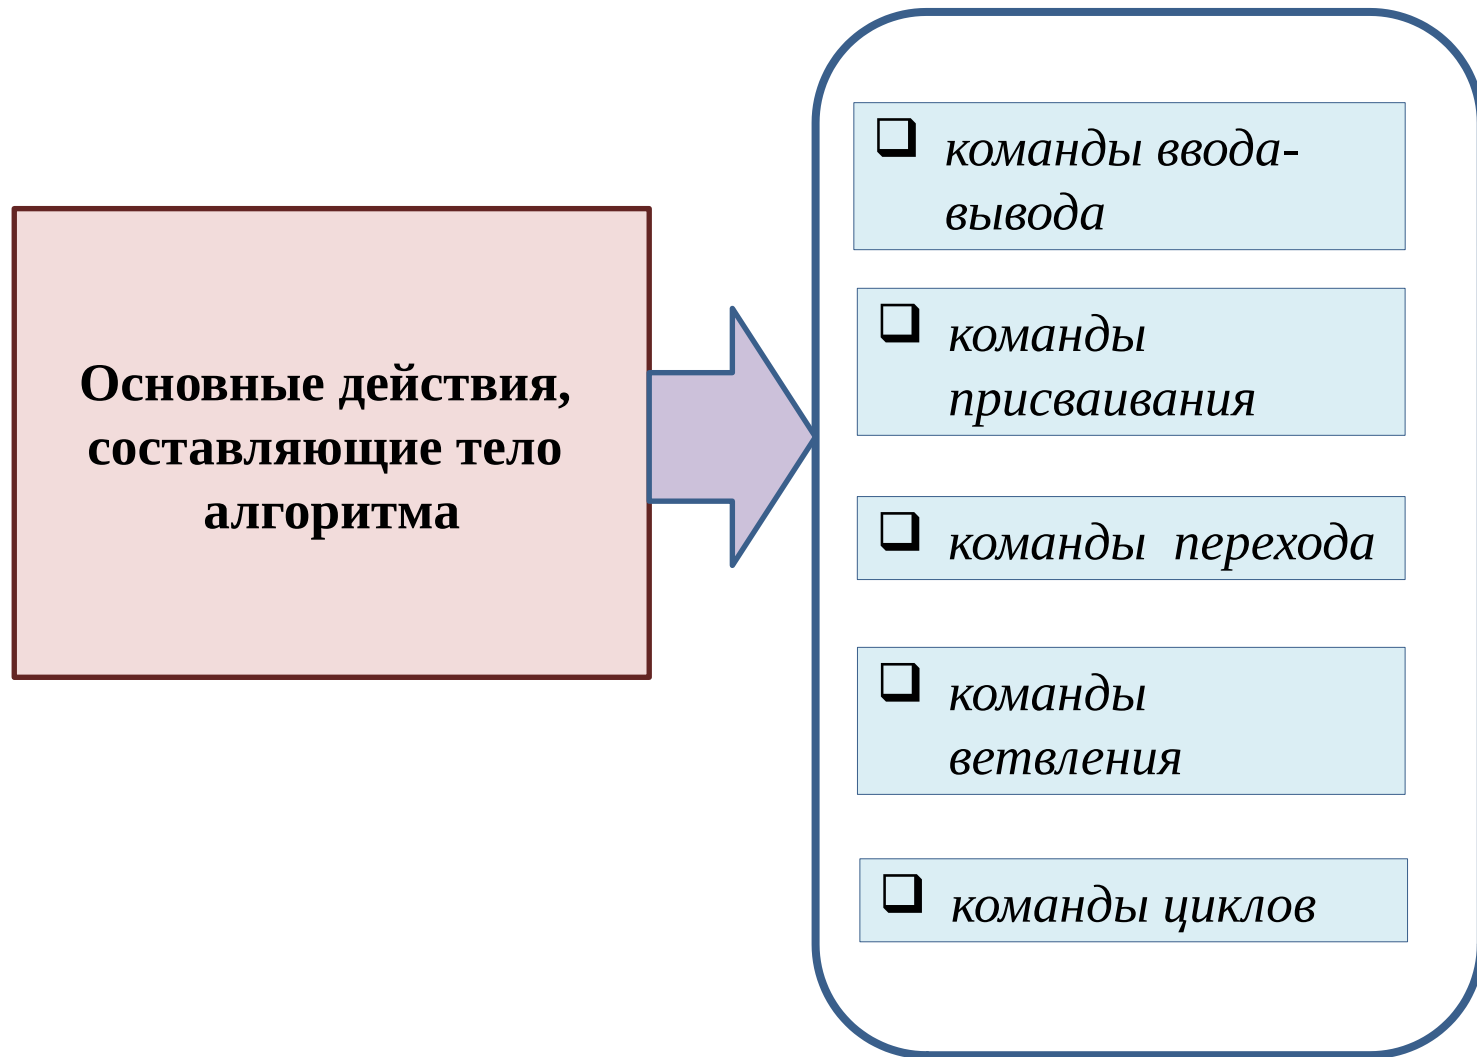 Основные действия,
составляющие тело
алгоритма
команды ввода-
вывода
команды
присваивания
команды перехода
команды
ветвления
команды циклов